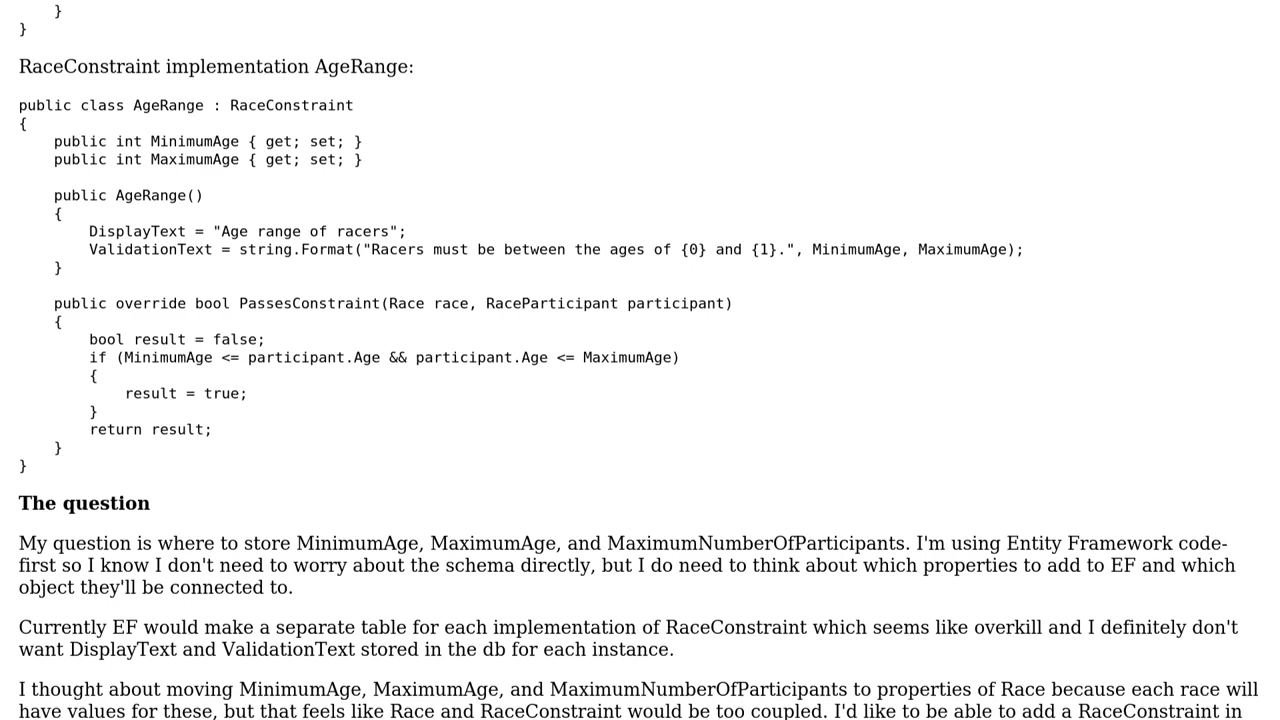 }
}
RaceConstraint implementation AgeRange:
public class AgeRange : RaceConstraint
{
    public int MinimumAge { get; set; }
    public int MaximumAge { get; set; }

    public AgeRange()
    {
        DisplayText = "Age range of racers";
        ValidationText = string.Format("Racers must be between the ages of {0} and {1}.", MinimumAge, MaximumAge);
    }

    public override bool PassesConstraint(Race race, RaceParticipant participant)
    {
        bool result = false;
        if (MinimumAge <= participant.Age && participant.Age <= MaximumAge)
        {
            result = true;
        }
        return result;
    }
}
The question
My question is where to store MinimumAge, MaximumAge, and MaximumNumberOfParticipants. I'm using Entity Framework code-
first so I know I don't need to worry about the schema directly, but I do need to think about which properties to add to EF and which
object they'll be connected to.
Currently EF would make a separate table for each implementation of RaceConstraint which seems like overkill and I definitely don't
want DisplayText and ValidationText stored in the db for each instance.
I thought about moving MinimumAge, MaximumAge, and MaximumNumberOfParticipants to properties of Race because each race will
have values for these, but that feels like Race and RaceConstraint would be too coupled. I'd like to be able to add a RaceConstraint in